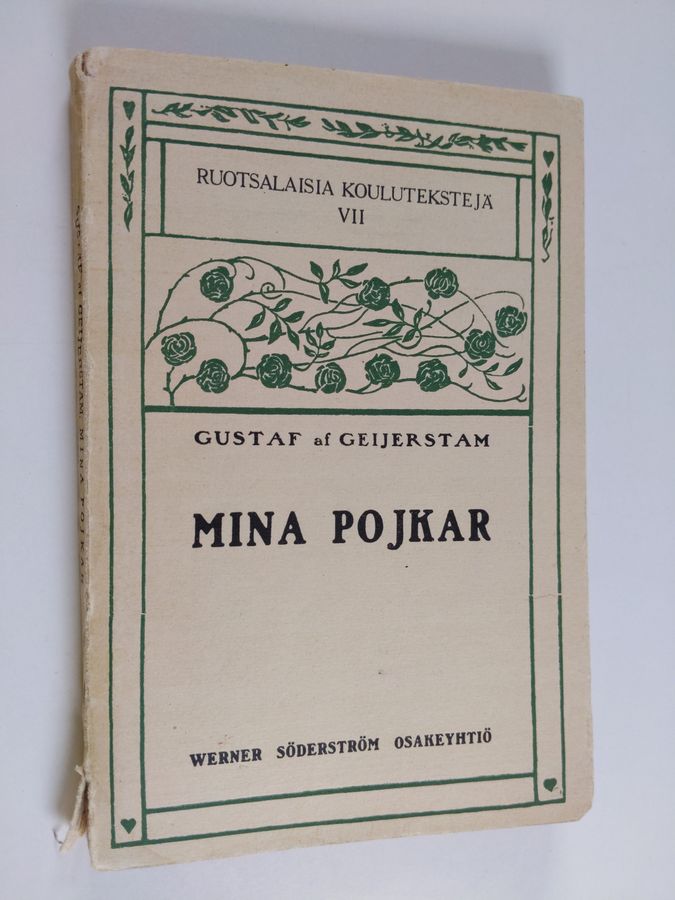 RUOTSALAISIA KOULUTEKSTEJÄ
VII
GUSTAF af GEIJERSTAM
MINA POJKAR
WERNER SÖDERSTRÖM OSAKEYHTIÖ
GUSTAF af GEIJERSTAM, MINA POJKAR